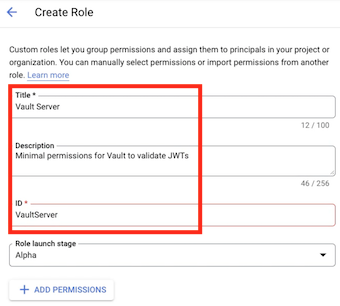 Create Role
Custom roles let you group permissions and assign them to principals in your project or
organization. You can manually select permissions or import permissions from another
role. Learn more
Title *
Vault Server
12 / 100
Description
Minimal permissions for Vault to validate JWTs
46 / 256
ID *
VaultServer
Role launch stage
Alpha
ADD PERMISSIONS